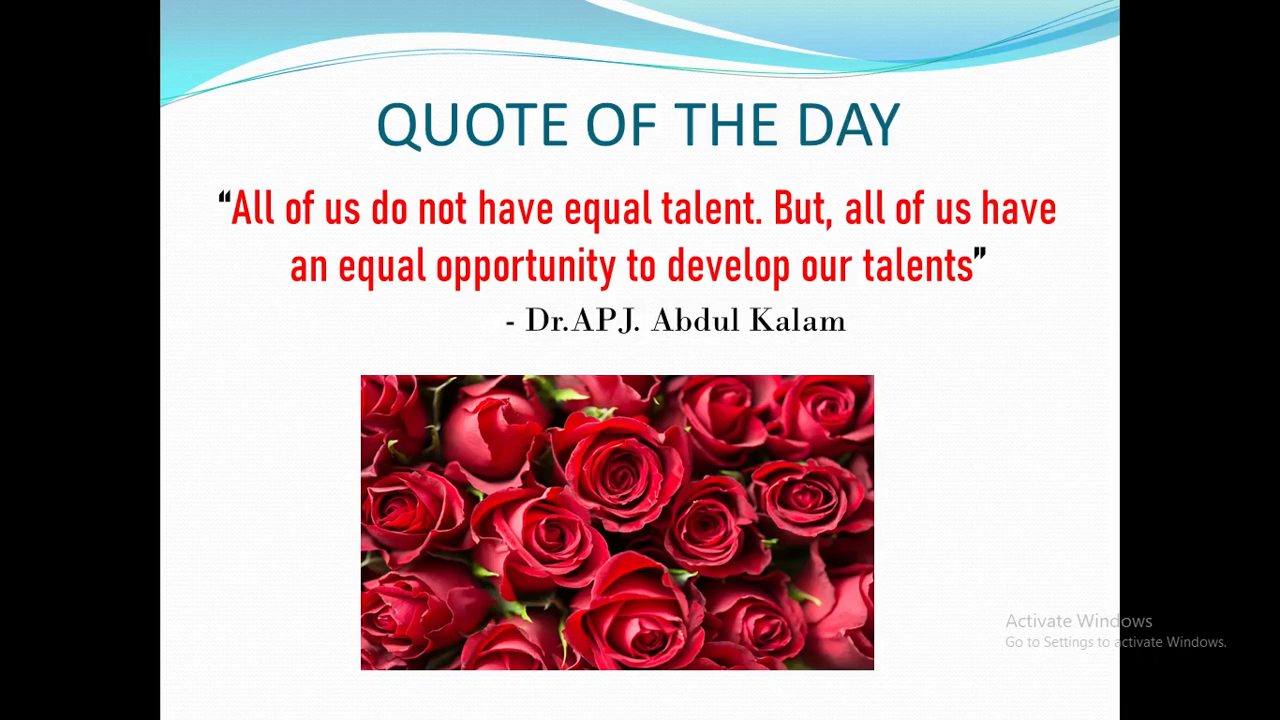 QUOTE OF THE DAY
“All of us do not have equal talent. But, all of us have
an equal opportunity to develop our talents”
- Dr.APJ. Abdul Kalam
Activate Windows
Go to Settings to activate Windows.